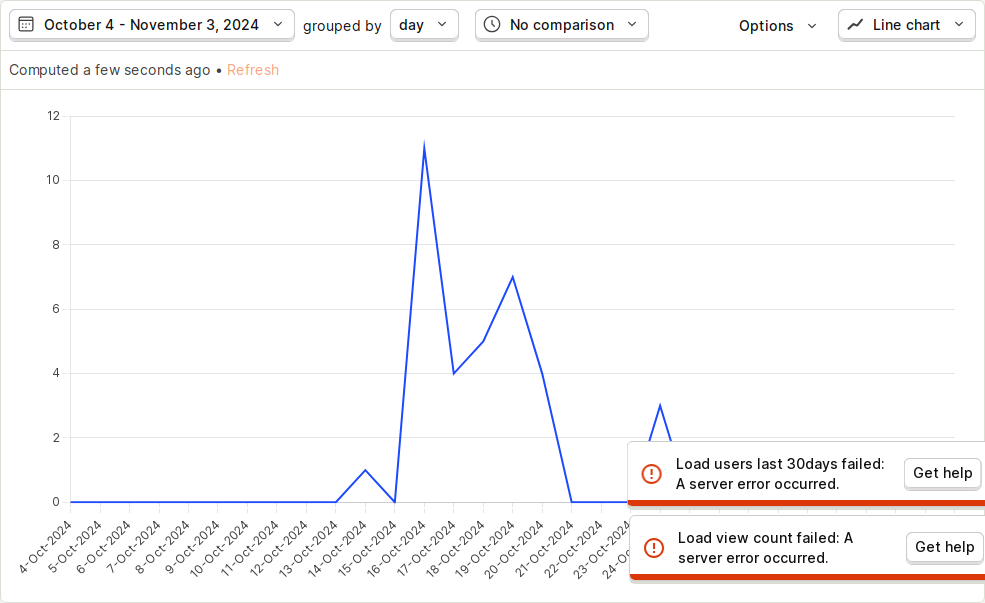 October 4 - November 3, 2024 grouped by day No comparison Options Line chart
Computed a few seconds ago • Refresh
12
10
8
6
4
2
0
4-Oct-2024
5-Oct-2024
6-Oct-2024
7-Oct-2024
8-Oct-2024
9-Oct-2024
10-Oct-2024
11-Oct-2024
12-Oct-2024
13-Oct-2024
14-Oct-2024
15-Oct-2024
16-Oct-2024
17-Oct-2024
18-Oct-2024
19-Oct-2024
20-Oct-2024
21-Oct-2024
22-Oct-2024
23-Oct-2024
Load users last 30days failed:
A server error occurred.
Get help
Load view count failed: A
server error occurred.
Get help